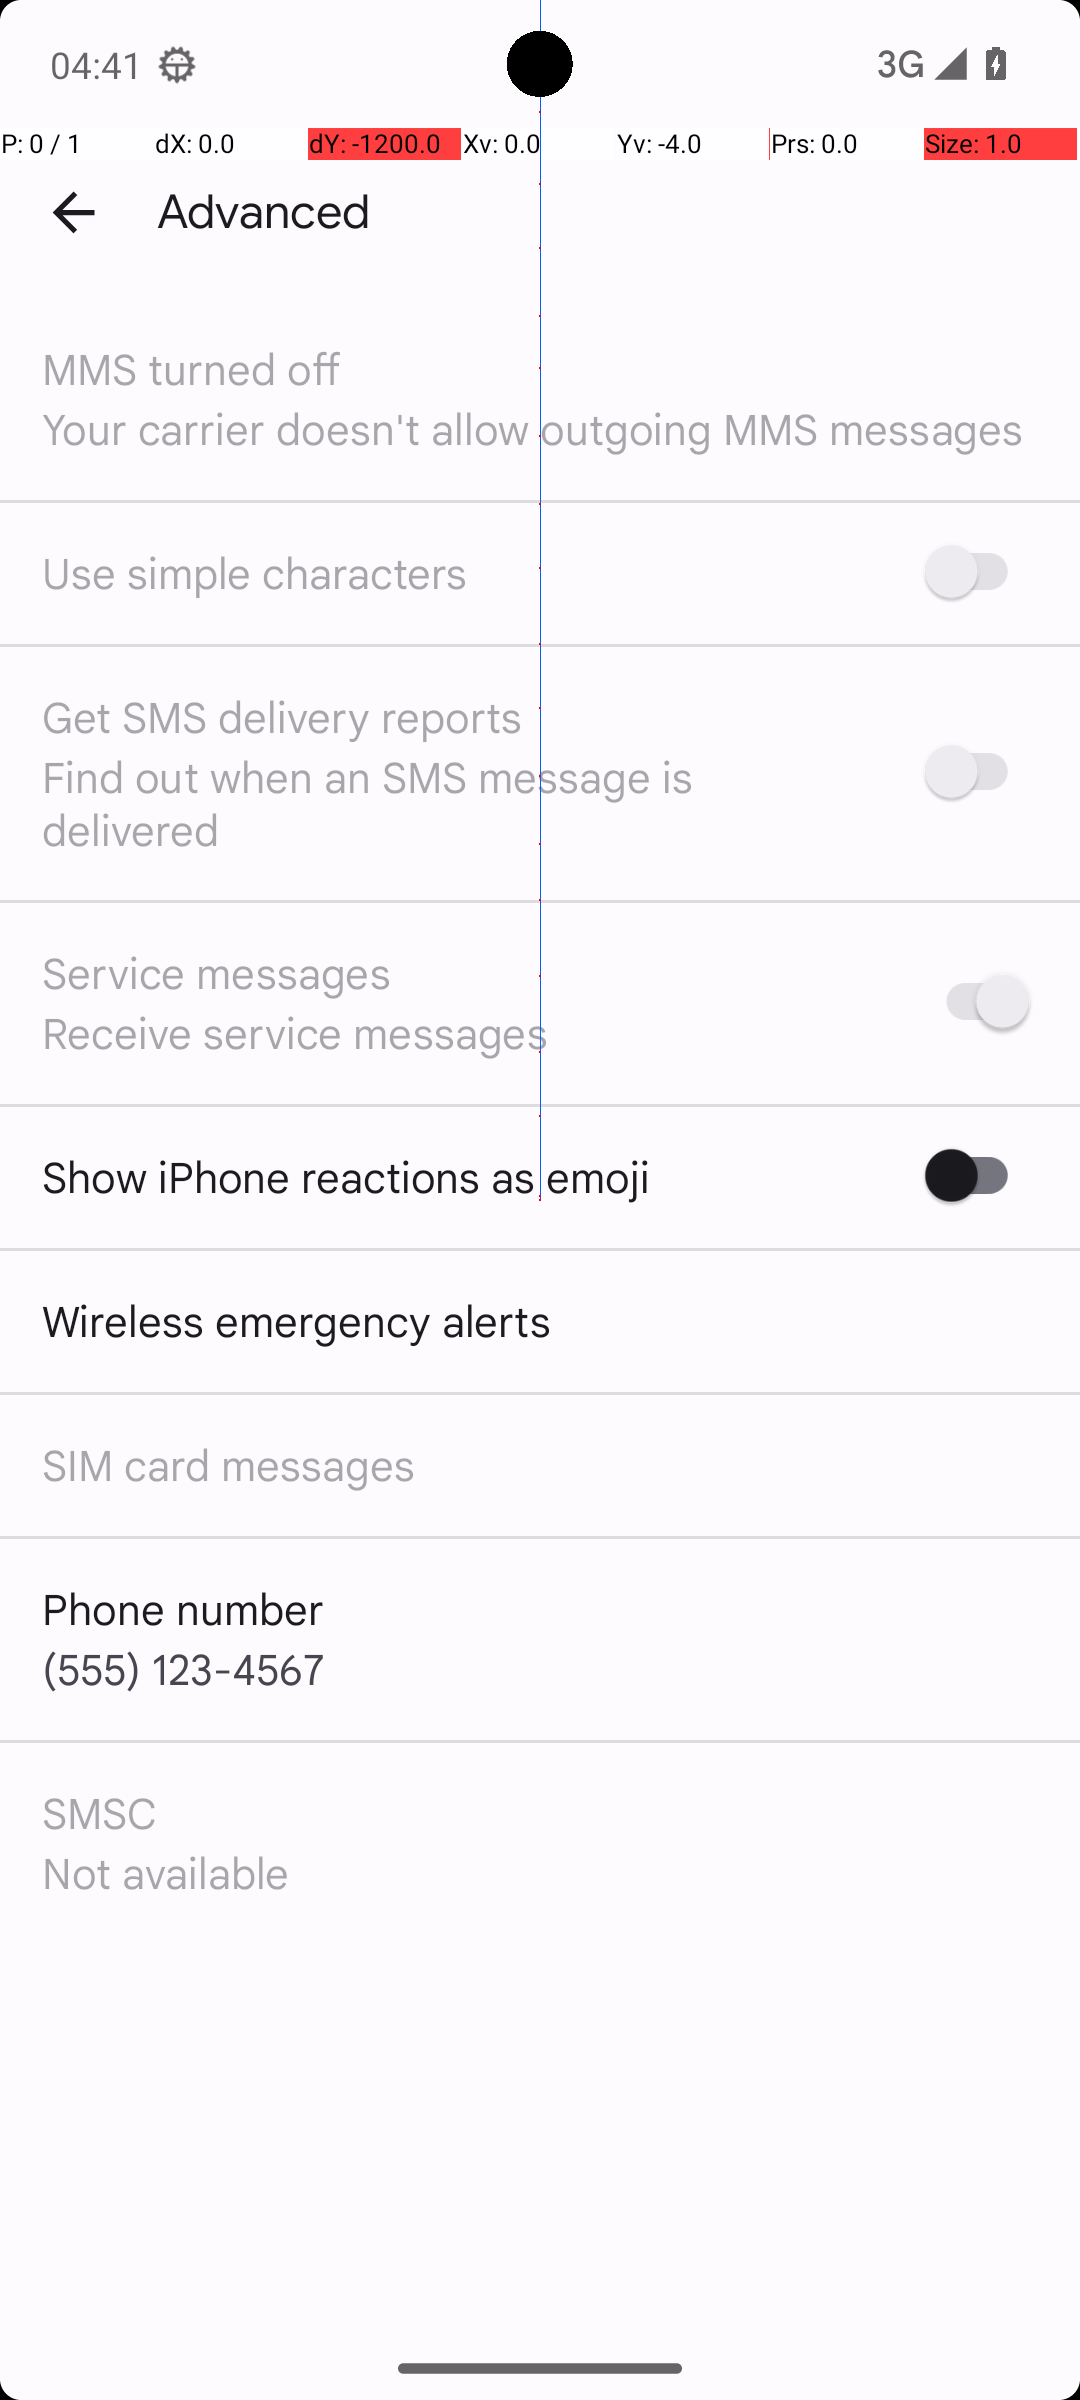 04:41
3G
P: 0 / 1 dX: 0.0 dY: -1200.0 Xv: 0.0 Yv: -4.0 Prs: 0.0 Size: 1.0
Advanced
MMS turned off
Your carrier doesn't allow outgoing MMS messages
Use simple characters
Get SMS delivery reports
Find out when an SMS message is
delivered
Service messages
Receive service messages
Show iPhone reactions as emoji
Wireless emergency alerts
SIM card messages
Phone number
(555) 123-4567
SMSC
Not available